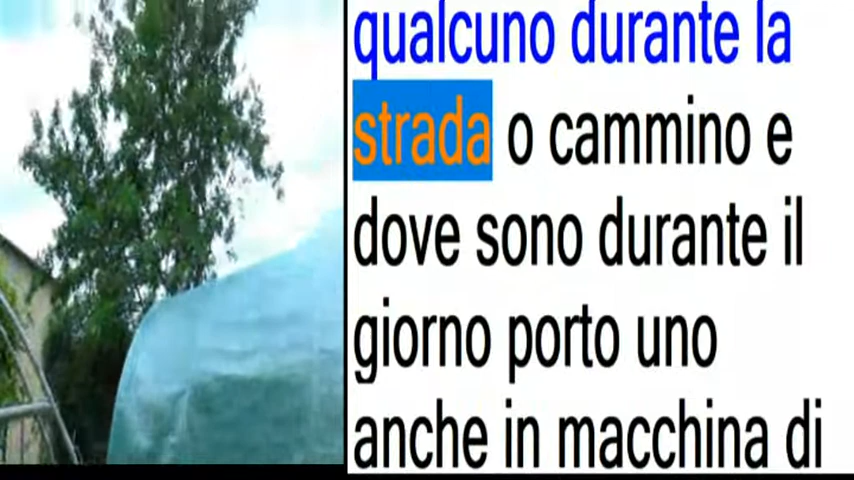 qualcuno durante la
strada o cammino e
dove sono durante il
giorno porto uno
anche in macchina di